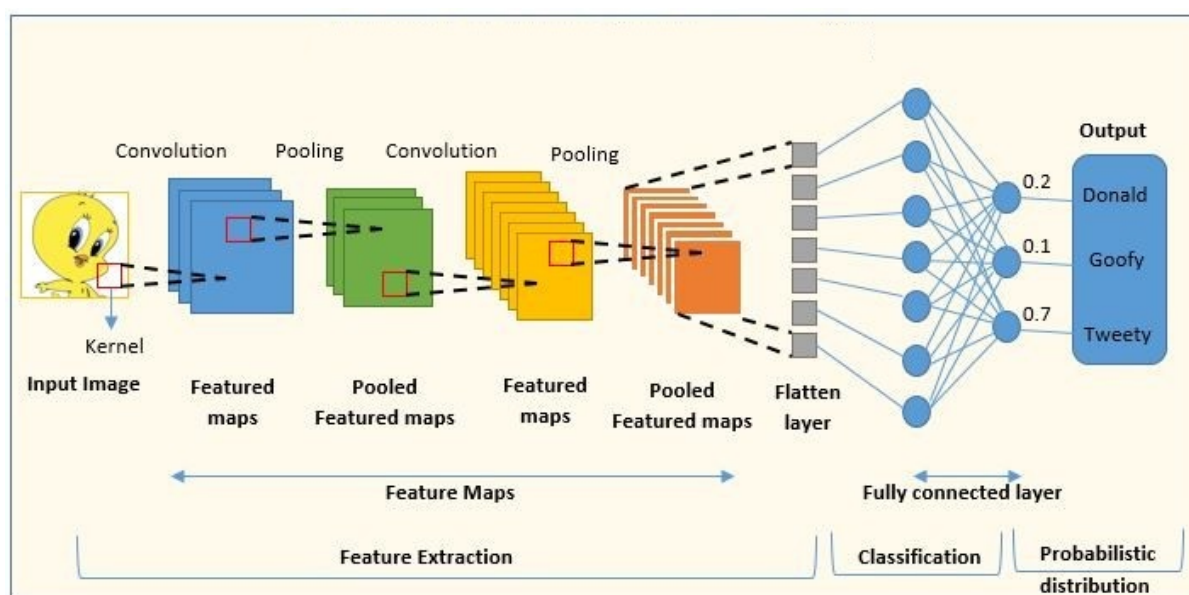 Convolution
Pooling
Convolution
Pooling
Output
0.2
Donald
0.1
Goofy
0.7
Tweety
Kernel
Input Image
Featured
maps
Pooled
Featured maps
Featured
maps
Pooled
Featured maps
Flatten
layer
Feature Maps
Fully connected layer
Feature Extraction
Classification
Probabilistic
distribution